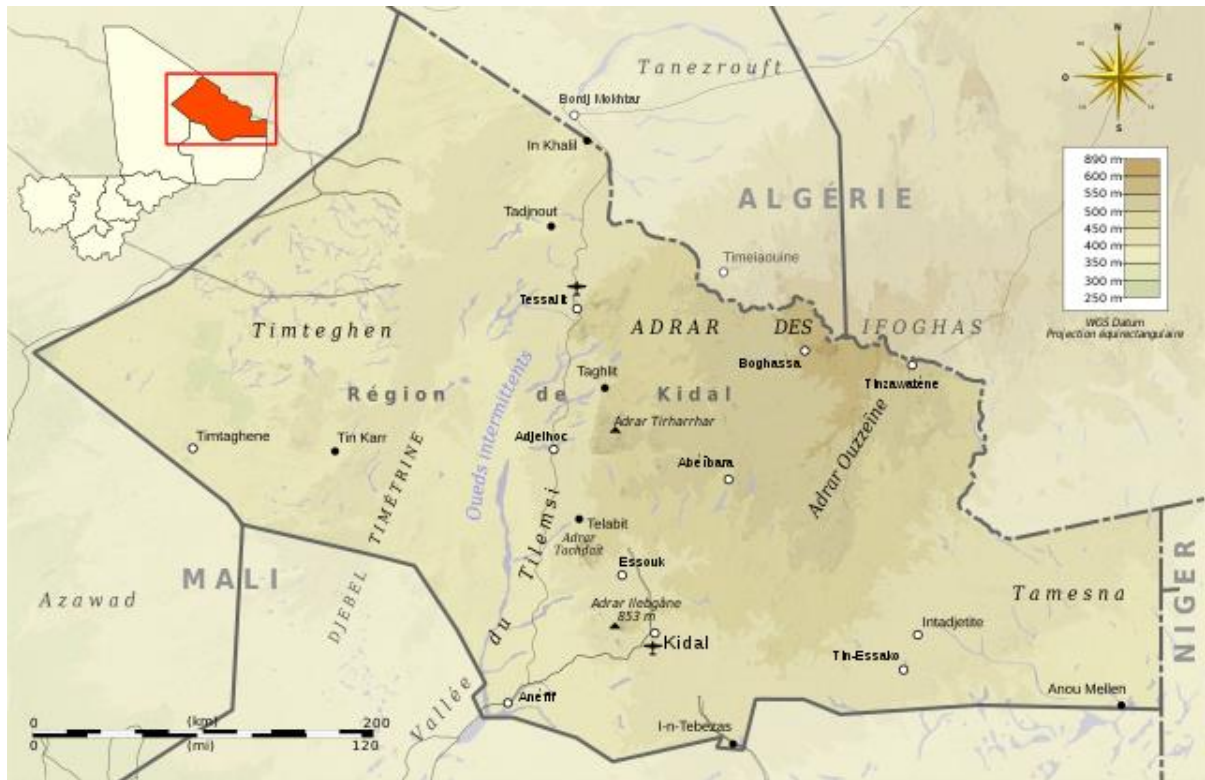 Tanezrouft
N
O
E
S
Bordj Mokhtar
In Khalil
890 m
600 m
550 m
500 m
450 m
400 m
350 m
300 m
250 m
WGS Datum
Projection équirectangulaire
ALGÉRIE
Tadjnout
Timeiaouine
Tessalit
Timteghen
ADRAR DES IFOGHAS
Boghassa
Tinzawatène
Taghlit
Région de Kidal
Oueds intermittents
Adrar Tirharrhar
Adrar Ouzzeine
Timtaghene
Tin Karr
Adjelhoc
Abeïbara
DJEBEL TIMÉTRINE
Telabit
Adrar
Tachdait
Essouk
MALI
Azawad
Adrar Ilebgâne
853 m
Tamesna
NIGER
Intadjetite
Kidal
Tin-Essako
Vallée du Tilemsi
Anéfif
Anou Mellen
I-n-Tebezas
0 (km) 200
0 (mi) 120